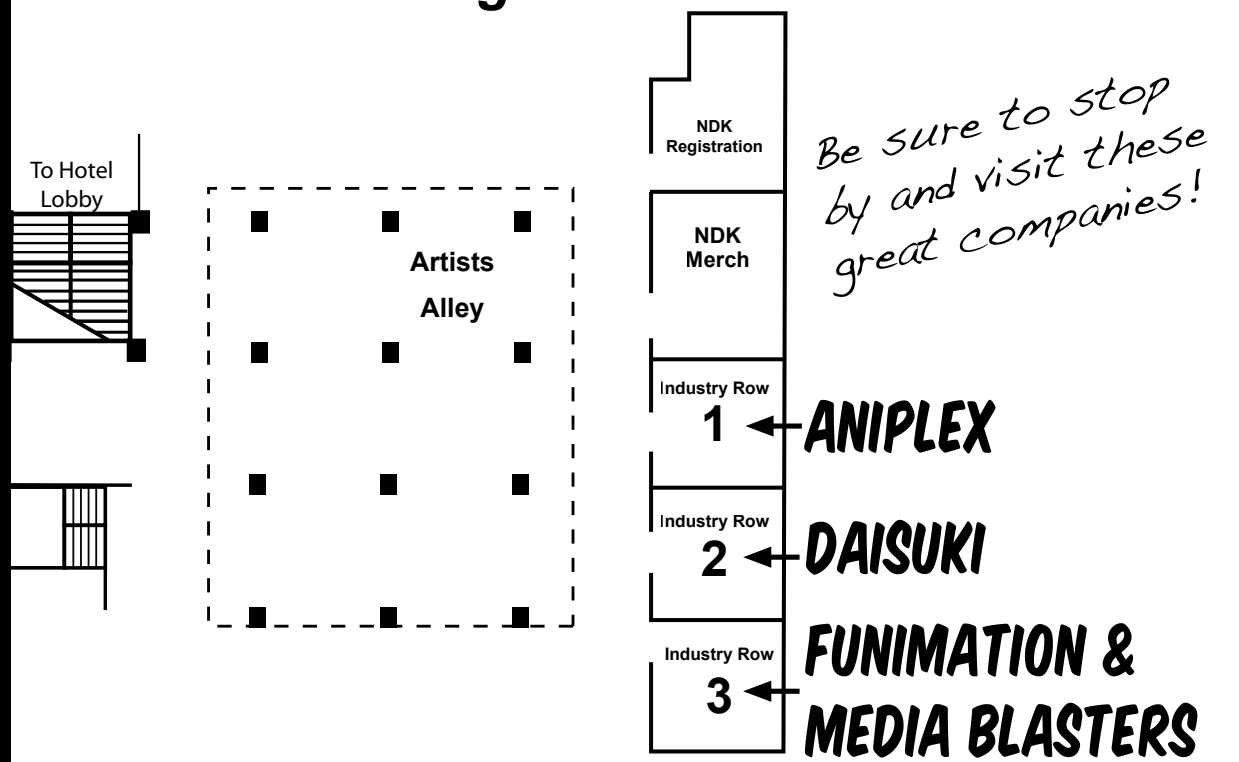 To Hotel
Lobby
Artists
Alley
NDK
Registration
NDK
Merch
Industry Row
1
Industry Row
2
Industry Row
3
Be sure to stop
by and visit these
great companies!
ANIPLEX
DAISUKI
FUNIMATION &
MEDIA BLASTERS